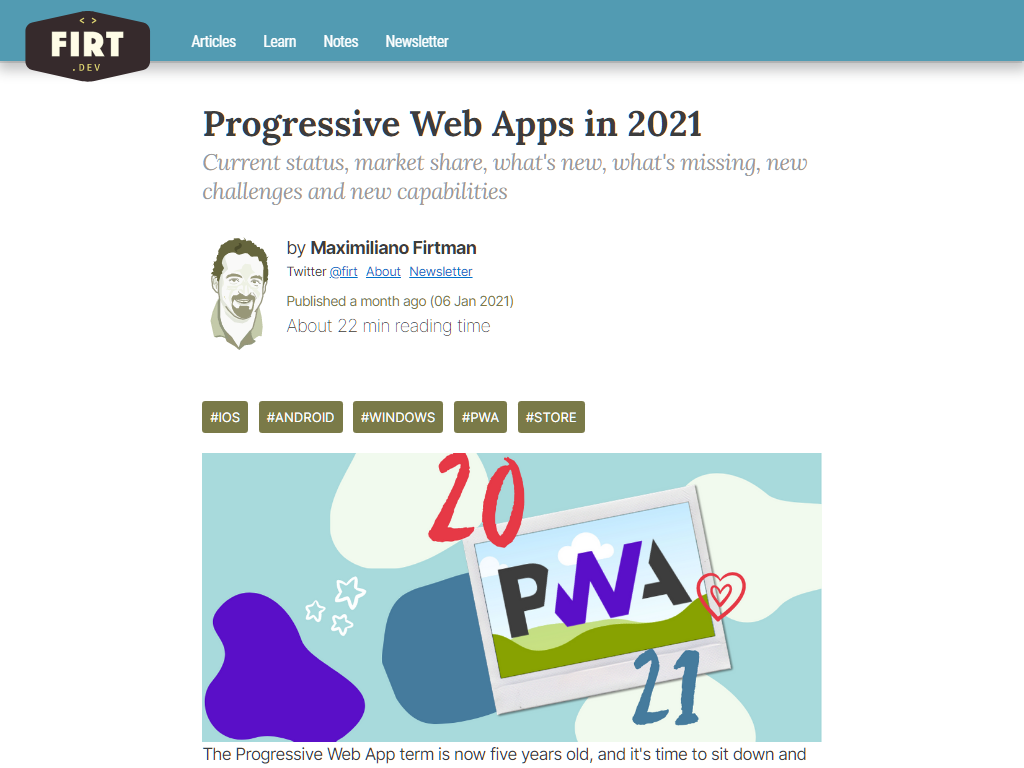 < >
FIRT
.DEV
Articles Learn Notes Newsletter
Progressive Web Apps in 2021
Current status, market share, what's new, what's missing, new
challenges and new capabilities
by Maximiliano Firtman
Twitter @firt About Newsletter
Published a month ago (06 Jan 2021)
About 22 min reading time
#IOS #ANDROID #WINDOWS #PWA #STORE
20
PWA
21
The Progressive Web App term is now five years old, and it's time to sit down and